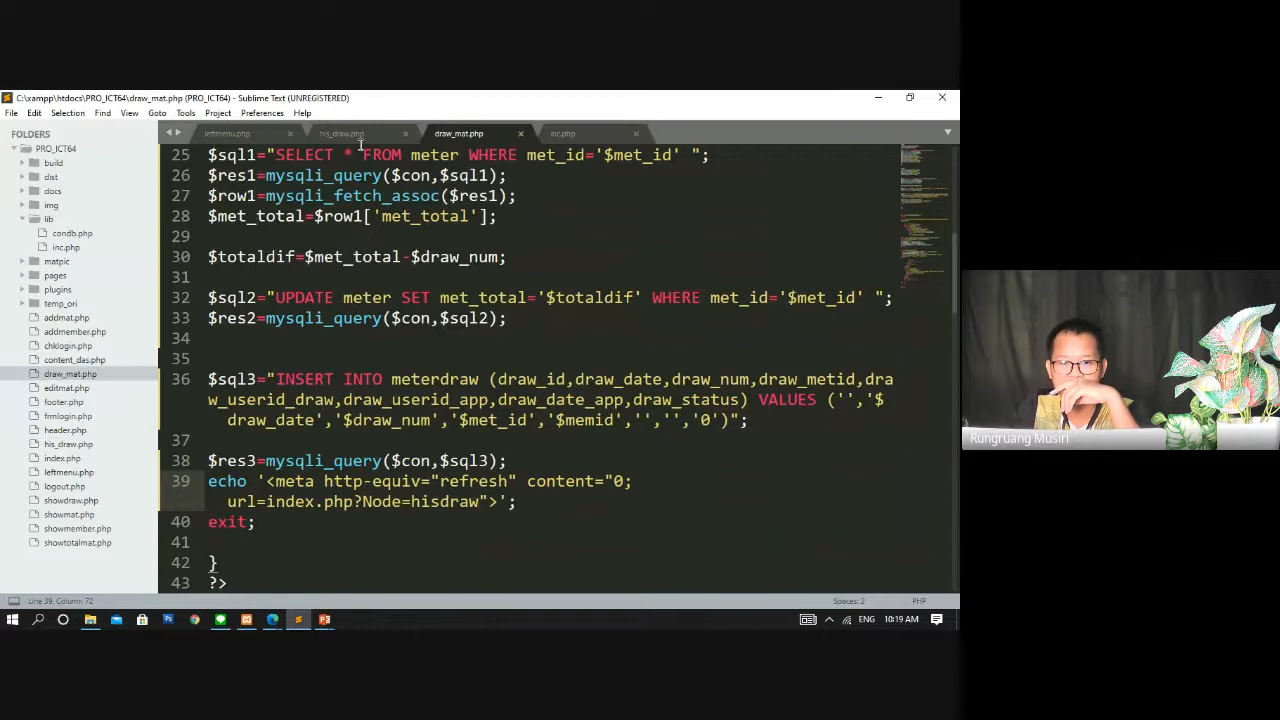 C:\xampp\htdocs\PRO_ICT64\draw_mat.php (PRO_ICT64) - Sublime Text (UNREGISTERED)
File Edit Selection Find View Goto Tools Project Preferences Help
FOLDERS
PRO_ICT64
build
dist
docs
img
lib
condb.php
inc.php
matpic
pages
plugins
temp_ori
addmat.php
addmember.php
chklogin.php
content_das.php
draw_mat.php
editmat.php
footer.php
frmlogin.php
header.php
his_draw.php
index.php
leftmenu.php
logout.php
showdraw.php
showmat.php
showmember.php
showtotalmat.php
leftmenu.php × his_draw.php × draw_mat.php × inc.php ×
25 $sql1="SELECT * FROM meter WHERE met_id='$met_id' ";
26 $res1=mysqli_query($con,$sql1);
27 $row1=mysqli_fetch_assoc($res1);
28 $met_total=$row1['met_total'];
29
30 $totaldif=$met_total-$draw_num;
31
32 $sql2="UPDATE meter SET met_total='$totaldif' WHERE met_id='$met_id' ";
33 $res2=mysqli_query($con,$sql2);
34
35
36 $sql3="INSERT INTO meterdraw (draw_id,draw_date,draw_num,draw_metid,dra
w_userid_draw,draw_userid_app,draw_date_app,draw_status) VALUES ('','$
draw_date','$draw_num','$met_id','$memid','','','0')";
37
38 $res3=mysqli_query($con,$sql3);
39 echo '<meta http-equiv="refresh" content="0;
url=index.php?Node=hisdraw">';
40 exit;
41
42 }
43 ?>
Line 39, Column 72 Spaces: 2 PHP
ENG 10:19 AM
Rungruang Musiri